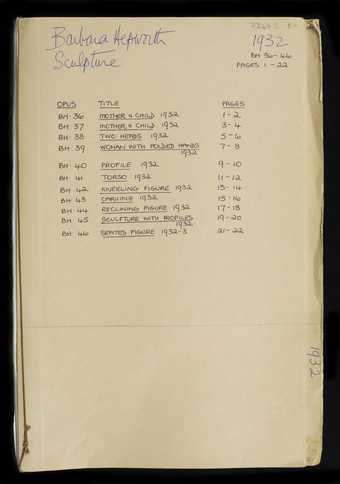 Barbara Hepworth
Sculpture
1932
BH 36-46
PAGES 1-22
OPUS TITLE PAGES
BH 36 MOTHER & CHILD 1932 1-2
BH 37 MOTHER & CHILD 1932 3-4
BH 38 TWO HEADS 1932 5-6
BH 39 WOMAN WITH FOLDED HANDS 7-8
1932
BH 40 PROFILE 1932 9-10
BH 41 TORSO 1932 11-12
BH 42 KNEELING FIGURE 1932 13-14
BH 43 CARVING 1932 15-16
BH 44 RECLINING FIGURE 1932 17-18
BH 45 SCULPTURE WITH PROFILES 19-20
1932
BH 46 SEATED FIGURE 1932-3 21-22
1932